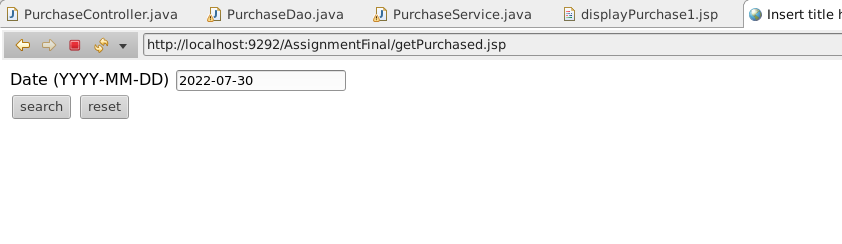 PurchaseController.java PurchaseDao.java PurchaseService.java displayPurchase1.jsp Insert title h
http://localhost:9292/AssignmentFinal/getPurchased.jsp
Date (YYYY-MM-DD) 2022-07-30
search reset